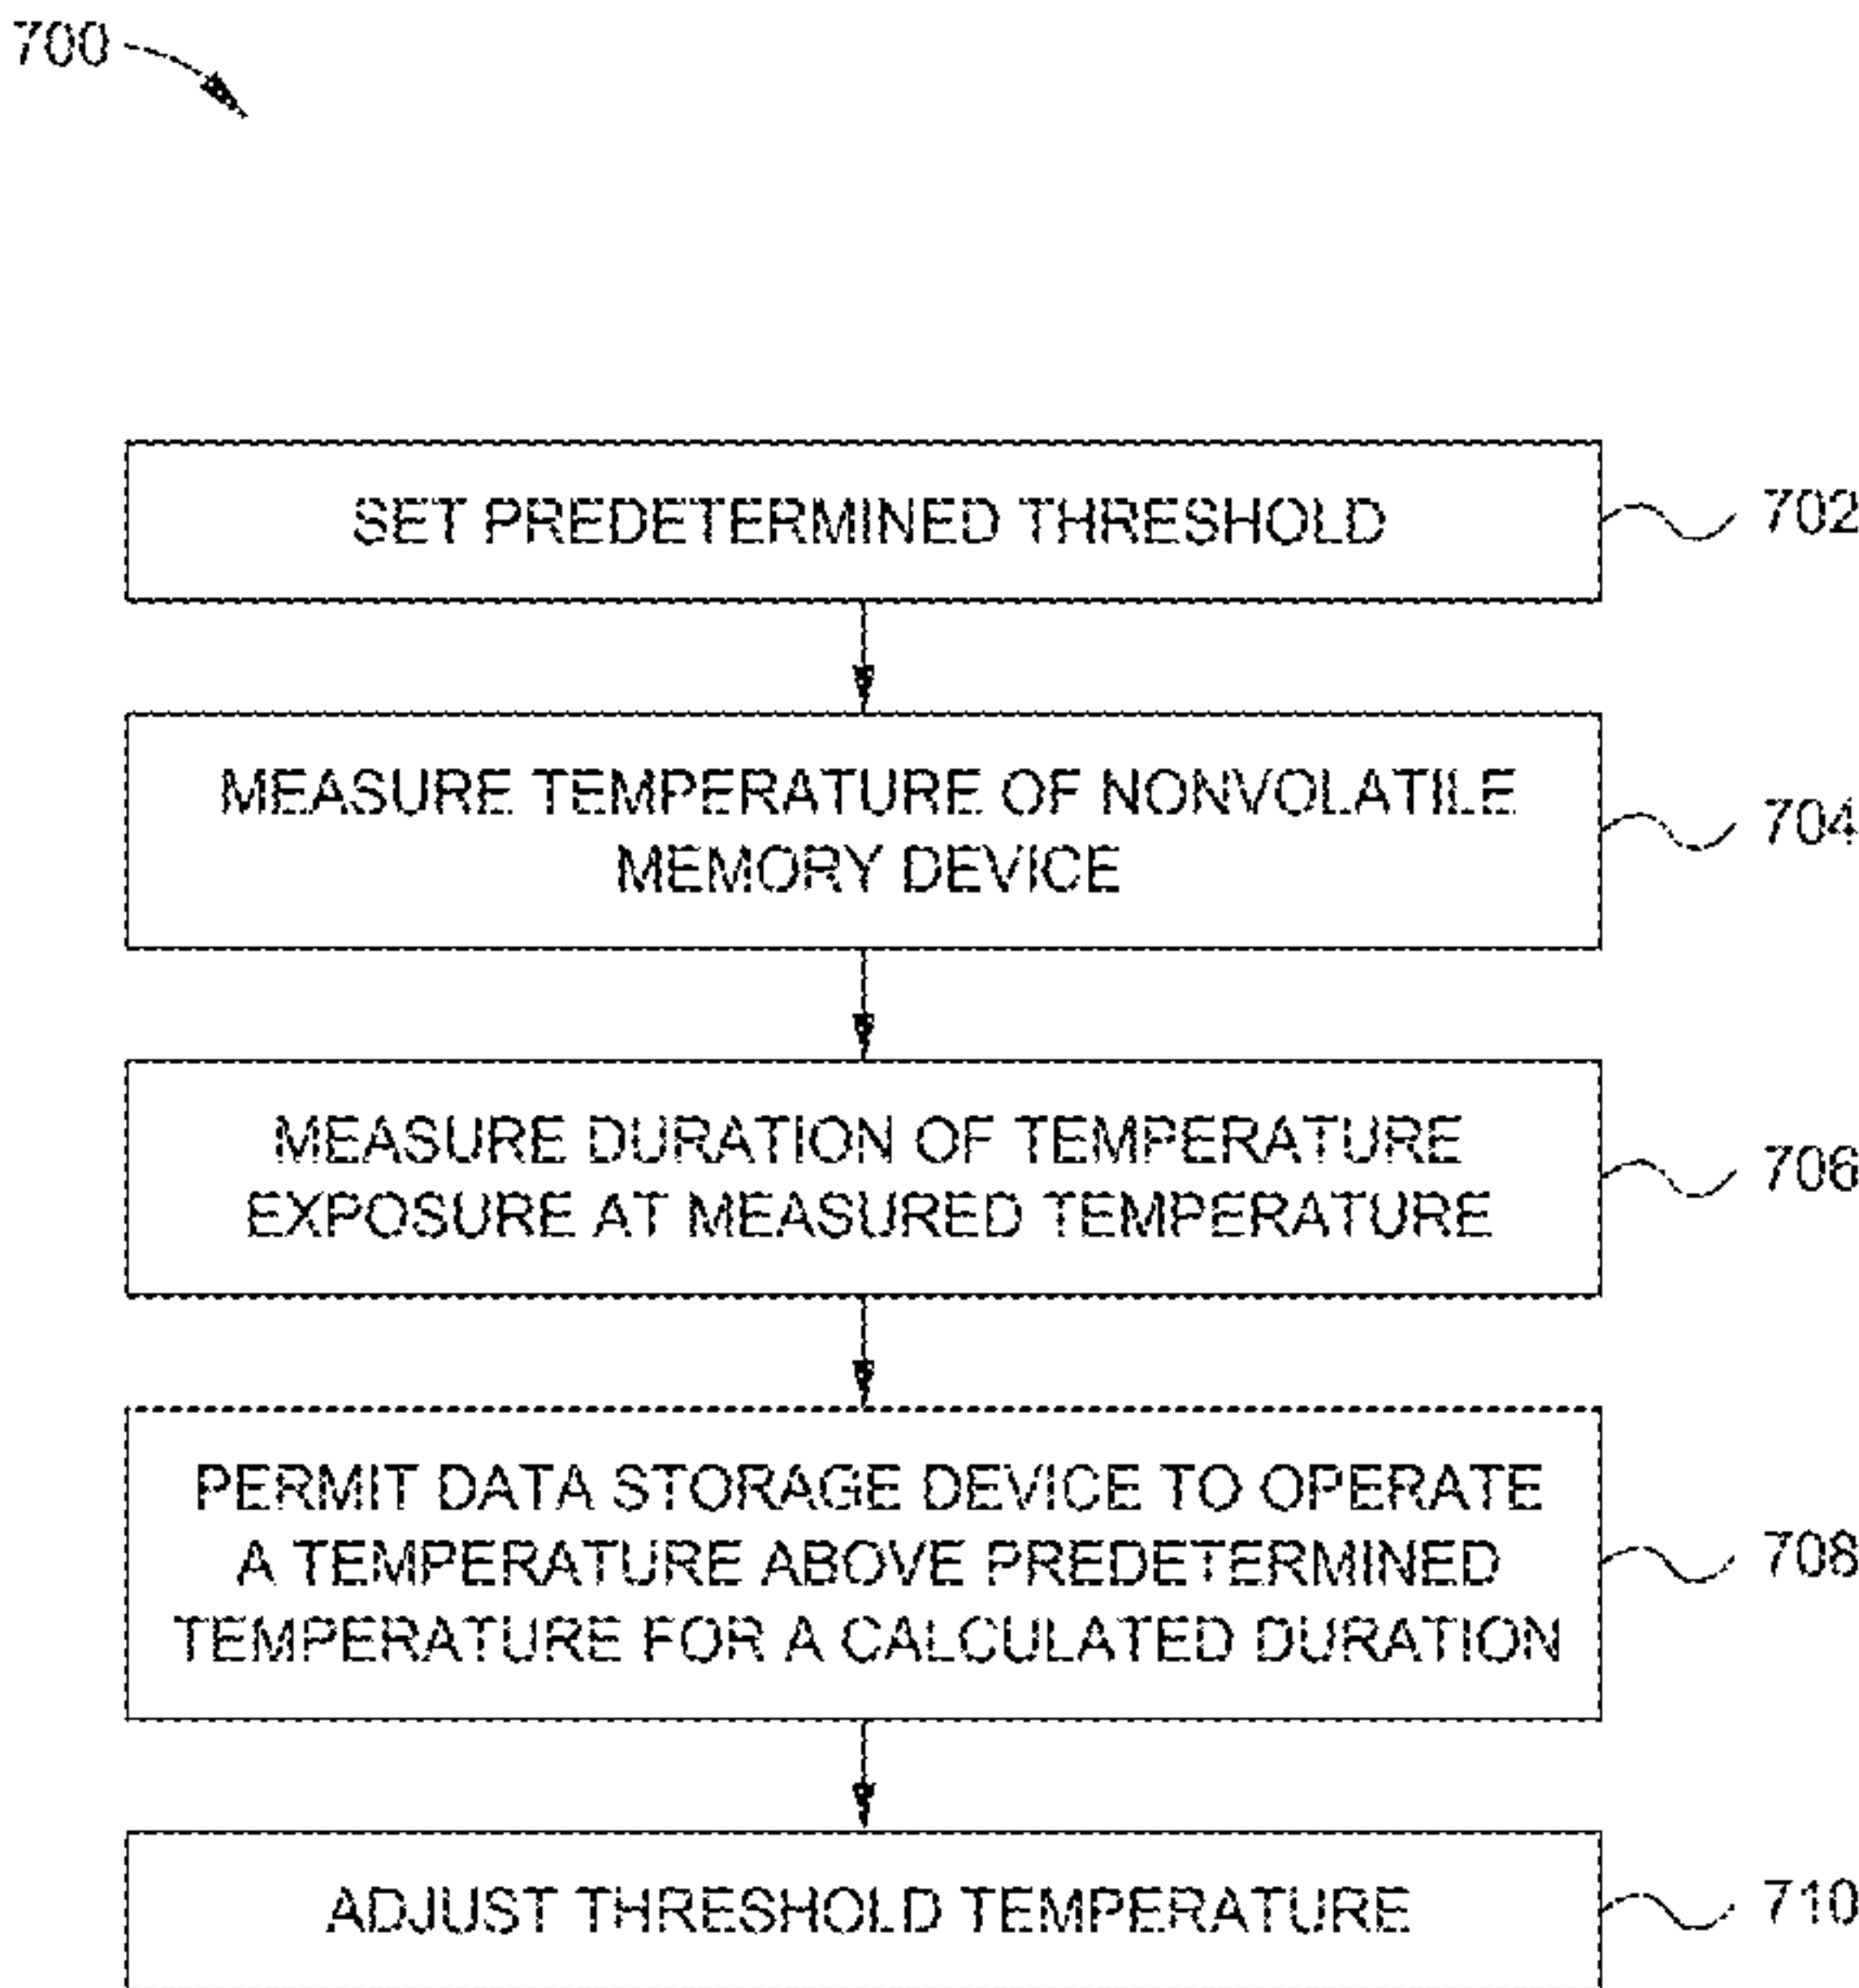 700
SET PREDETERMINED THRESHOLD
702
MEASURE TEMPERATURE OF NONVOLATILE
MEMORY DEVICE
704
MEASURE DURATION OF TEMPERATURE
EXPOSURE AT MEASURED TEMPERATURE
706
PERMIT DATA STORAGE DEVICE TO OPERATE
A TEMPERATURE ABOVE PREDETERMINED
TEMPERATURE FOR A CALCULATED DURATION
708
ADJUST THRESHOLD TEMPERATURE
710